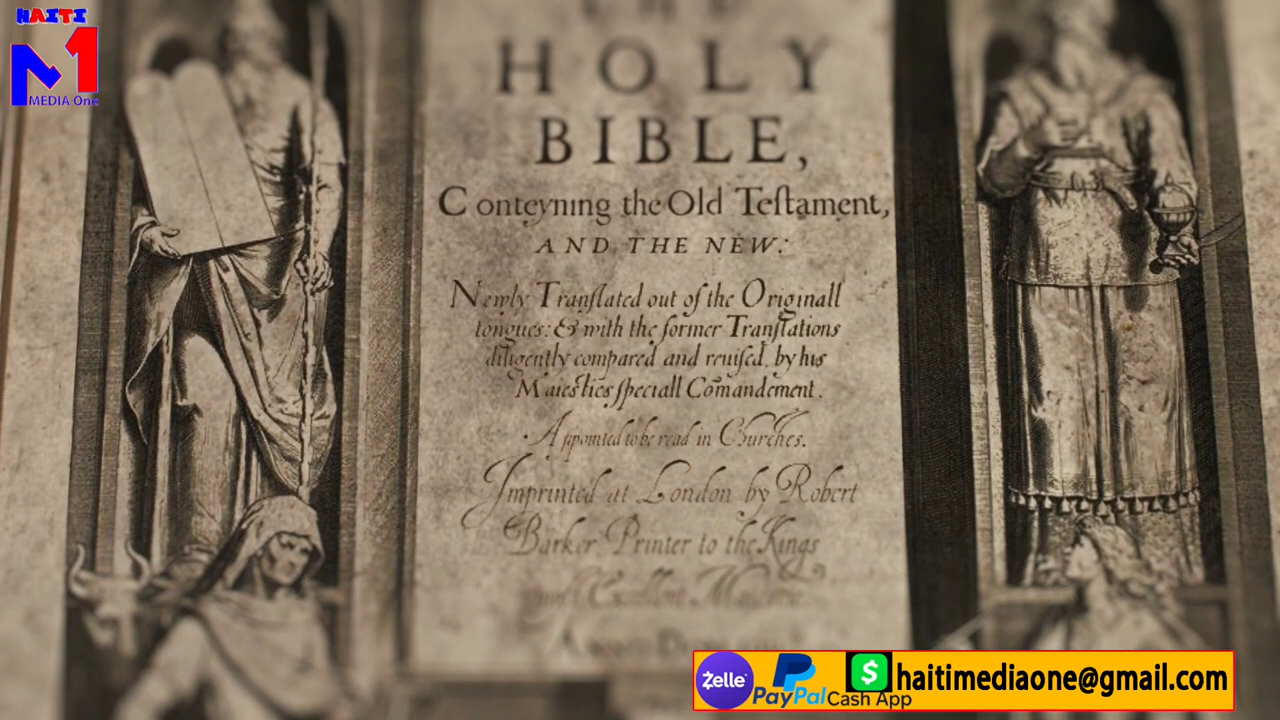 HAITI
M1
MEDIA One
HOLY
BIBLE,
Conteyning the Old Teſtament,
AND THE NEW:
Newly Tranſlated out of the Originall
tongues: & with the former Tranſlations
diligently compared and reuiſed, by his
Maieſties ſpeciall Comandement.
Appointed to be read in Churches.
Imprinted at London by Robert
Barker Printer to the Kings
Excellent
Zelle
PayPal
$
Cash App
haitimediaone@gmail.com